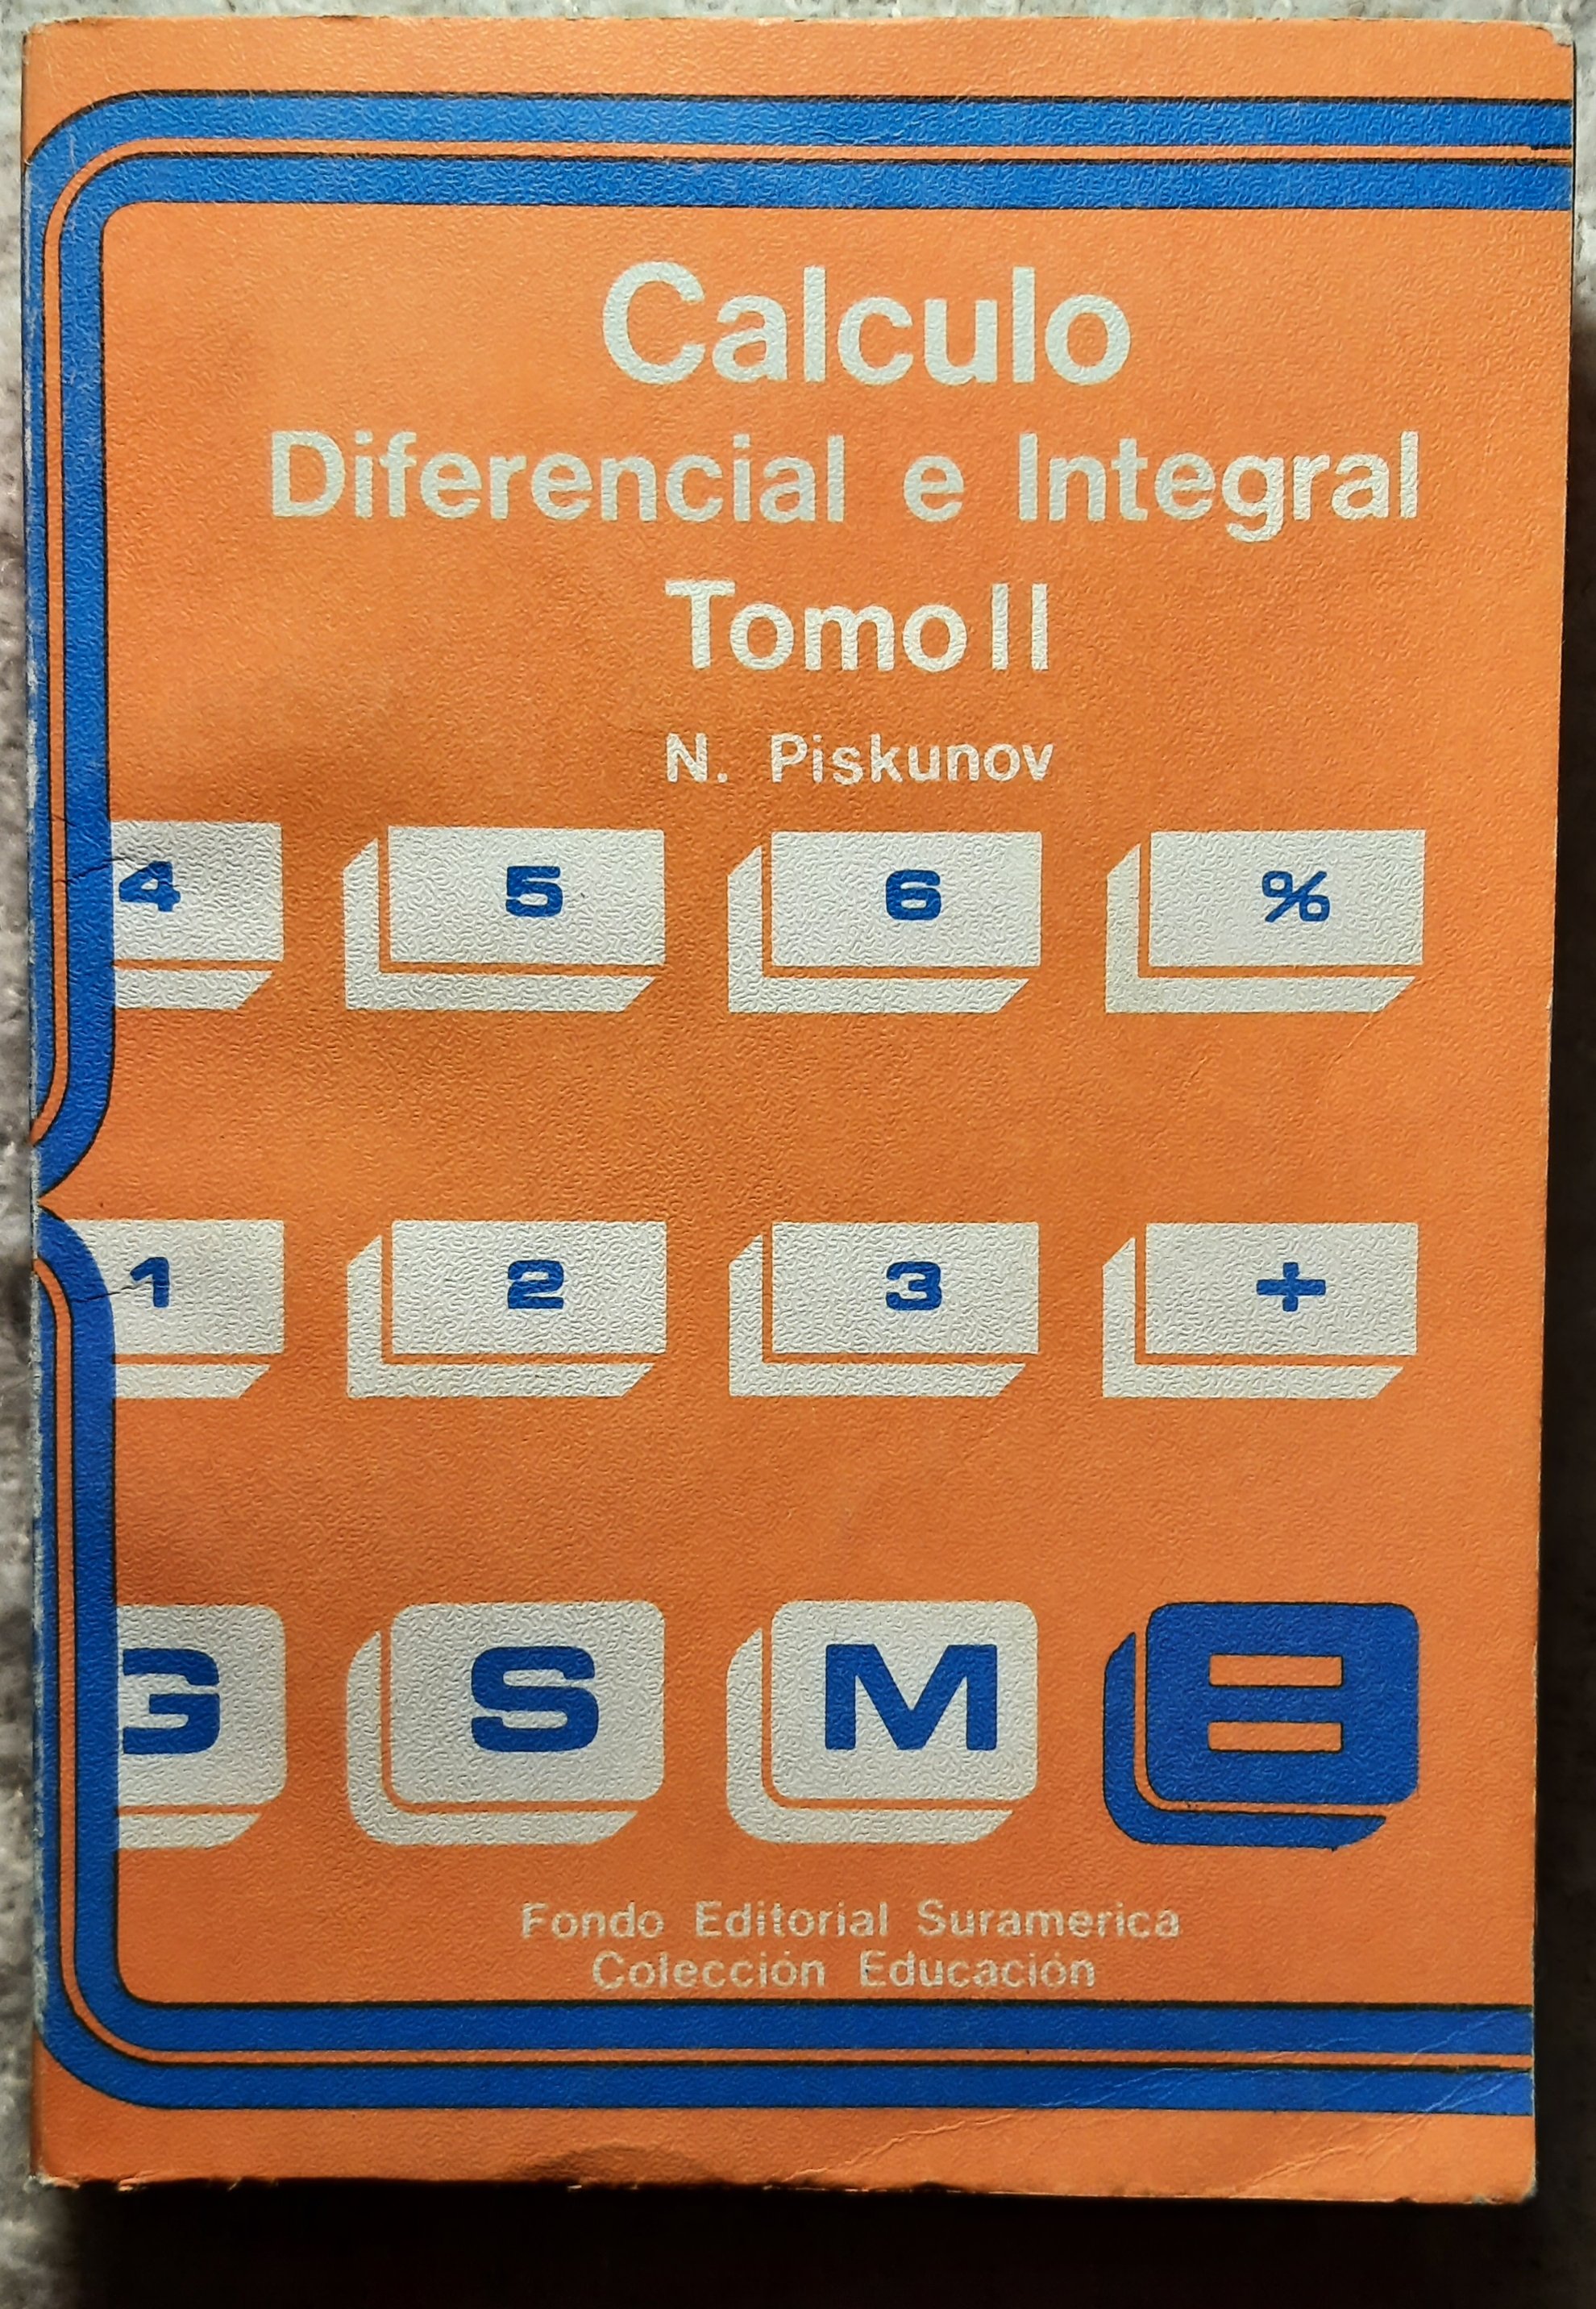 Calculo
Diferencial e Integral
Tomo II
N. Piskunov
4 5 6 %
1 2 3 +
G S M =
Fondo Editorial Suramerica
Colección Educación